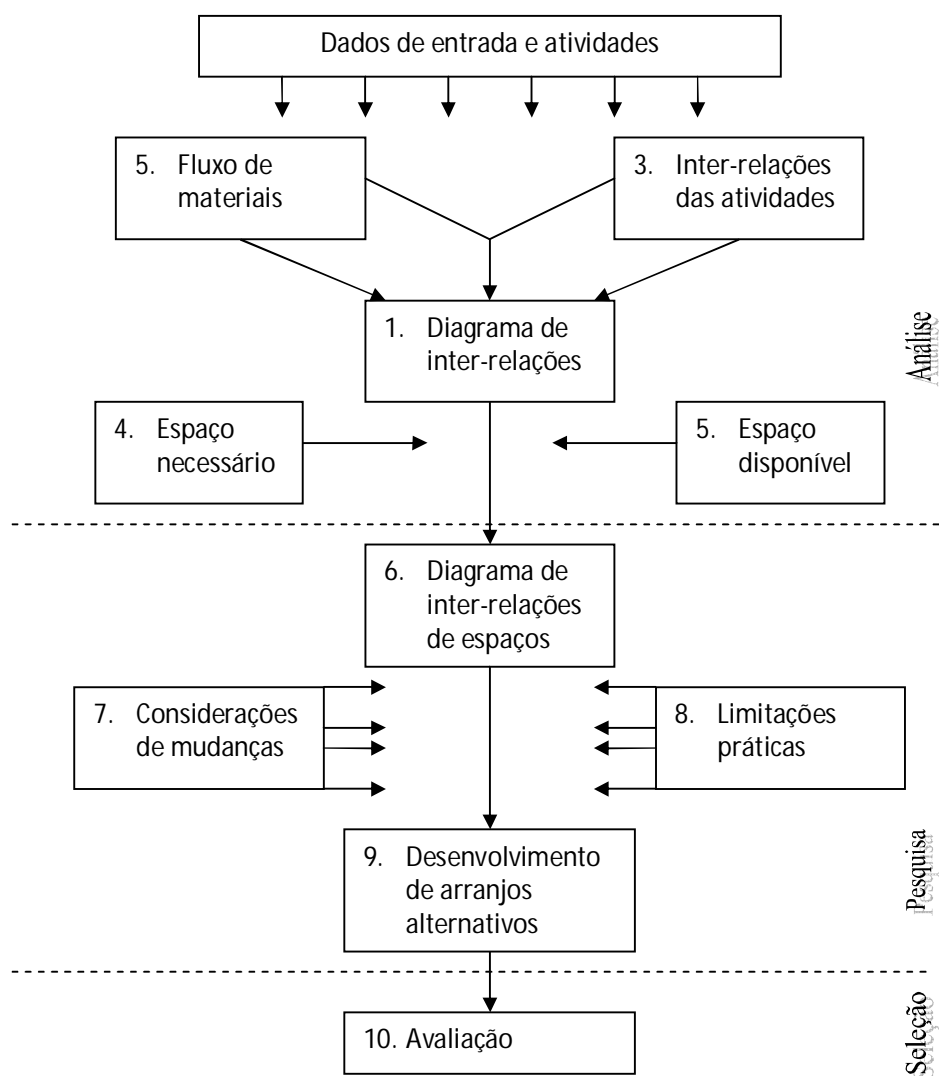 Dados de entrada e atividades
5. Fluxo de
materiais
3. Inter-relações
das atividades
1. Diagrama de
inter-relações
Análise
4. Espaço
necessário
5. Espaço
disponível
6. Diagrama de
inter-relações
de espaços
7. Considerações
de mudanças
8. Limitações
práticas
9. Desenvolvimento
de arranjos
alternativos
Pesquisa
10. Avaliação
Seleção